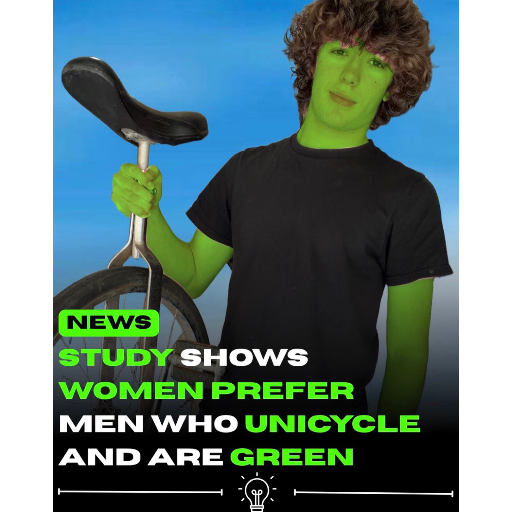 NEWS
STUDY SHOWS
WOMEN PREFER
MEN WHO UNICYCLE
AND ARE GREEN